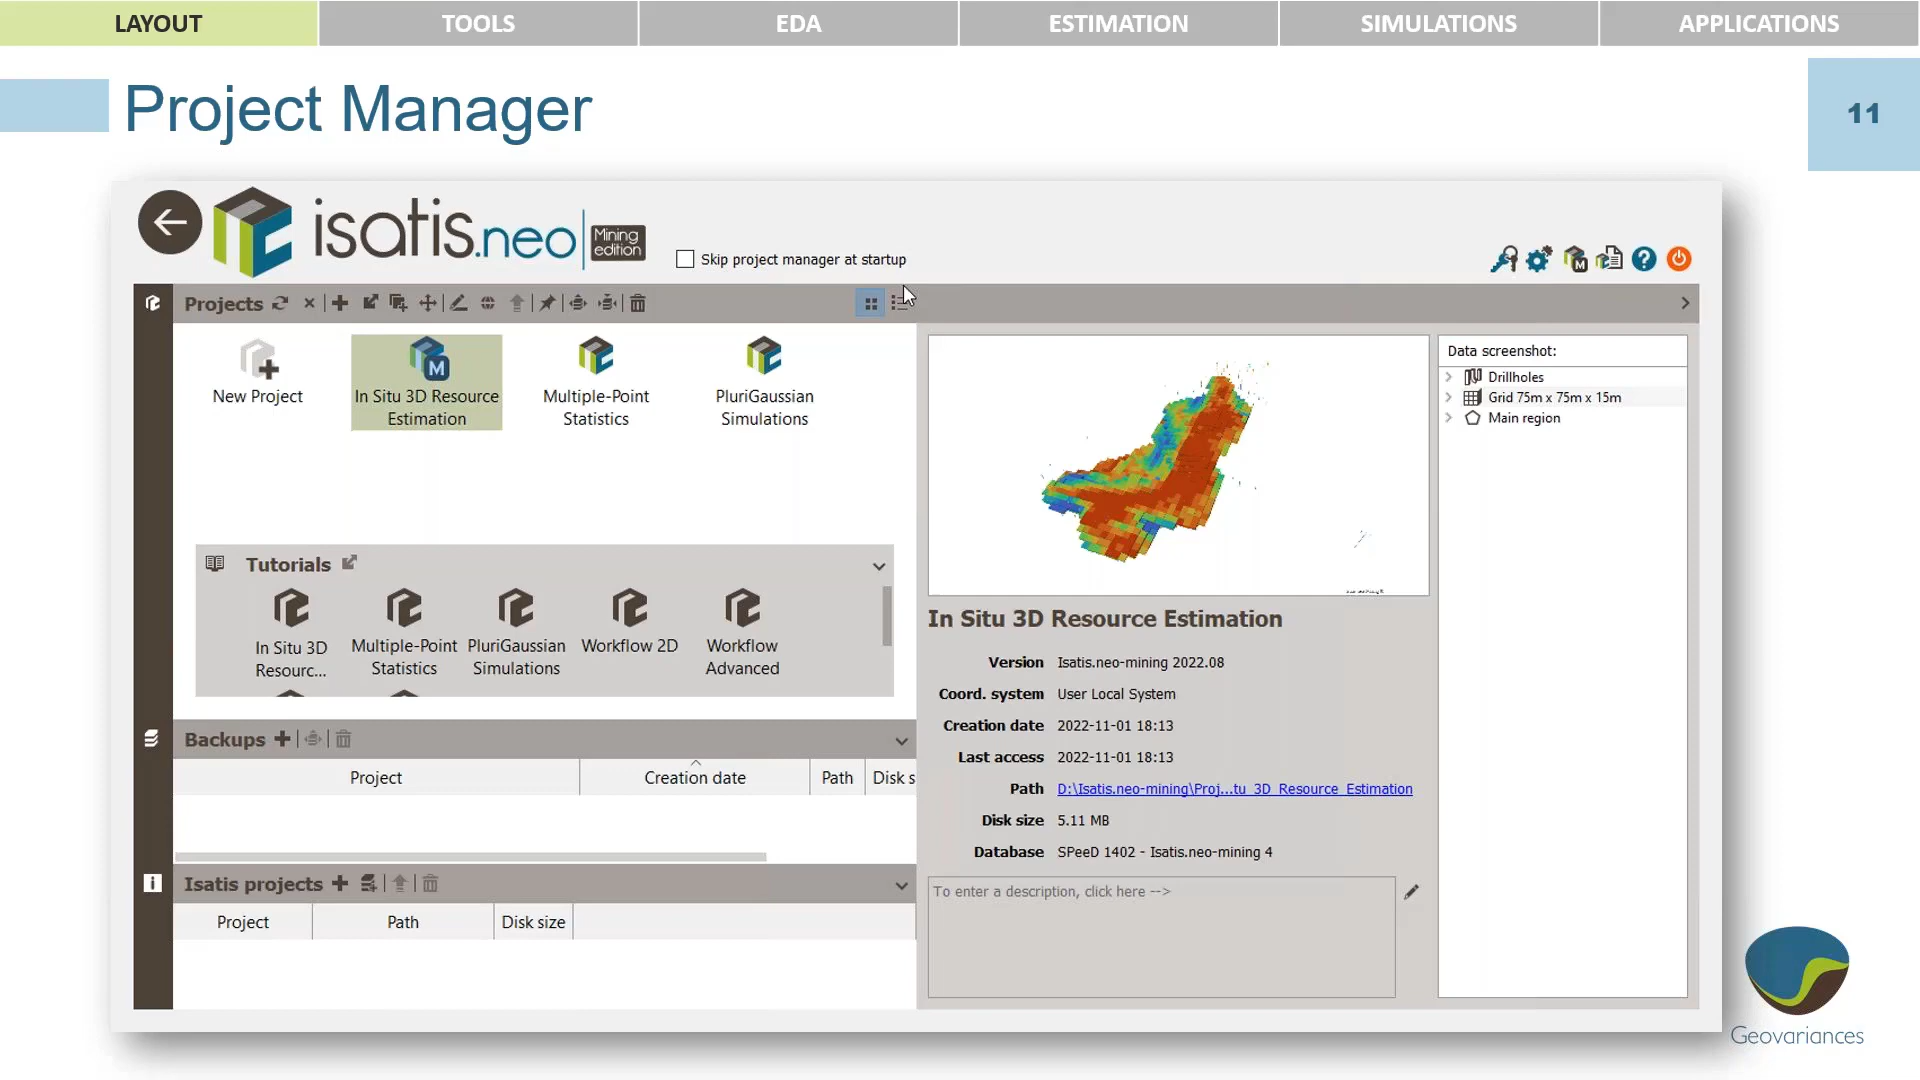 LAYOUT
TOOLS
EDA
ESTIMATION
SIMULATIONS
APPLICATIONS
Project Manager
11
isatis.neo
Mining
edition
Skip project manager at startup
Projects
New Project
In Situ 3D Resource
Estimation
Multiple-Point
Statistics
PluriGaussian
Simulations
Tutorials
In Situ 3D
Resourc...
Multiple-Point
Statistics
PluriGaussian
Simulations
Workflow 2D
Workflow
Advanced
Backups
Project
Creation date
Path
Disk s
Isatis projects
Project
Path
Disk size
In Situ 3D Resource Estimation
Version Isatis.neo-mining 2022.08
Coord. system User Local System
Creation date 2022-11-01 18:13
Last access 2022-11-01 18:13
Path D:\Isatis.neo-mining\Proj...tu_3D_Resource_Estimation
Disk size 5.11 MB
Database SPeeD 1402 - Isatis.neo-mining 4
To enter a description, click here -->
Data screenshot:
Drillholes
Grid 75m x 75m x 15m
Main region
Geovariances